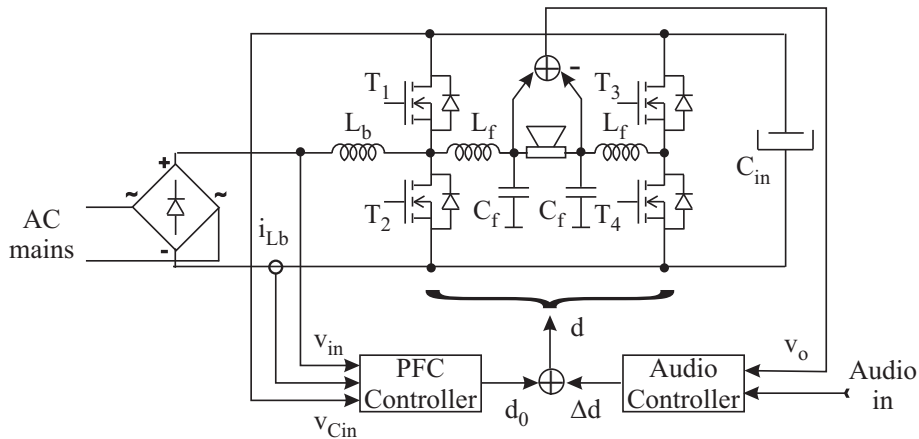 T1
T3
Lb
Lf
Lf
+
-
~
~
-
Cin
T2
Cf
Cf
T4
AC
mains
iLb
d
vin
PFC
Controller
vCin
d0
Δd
Audio
Controller
vo
Audio
in